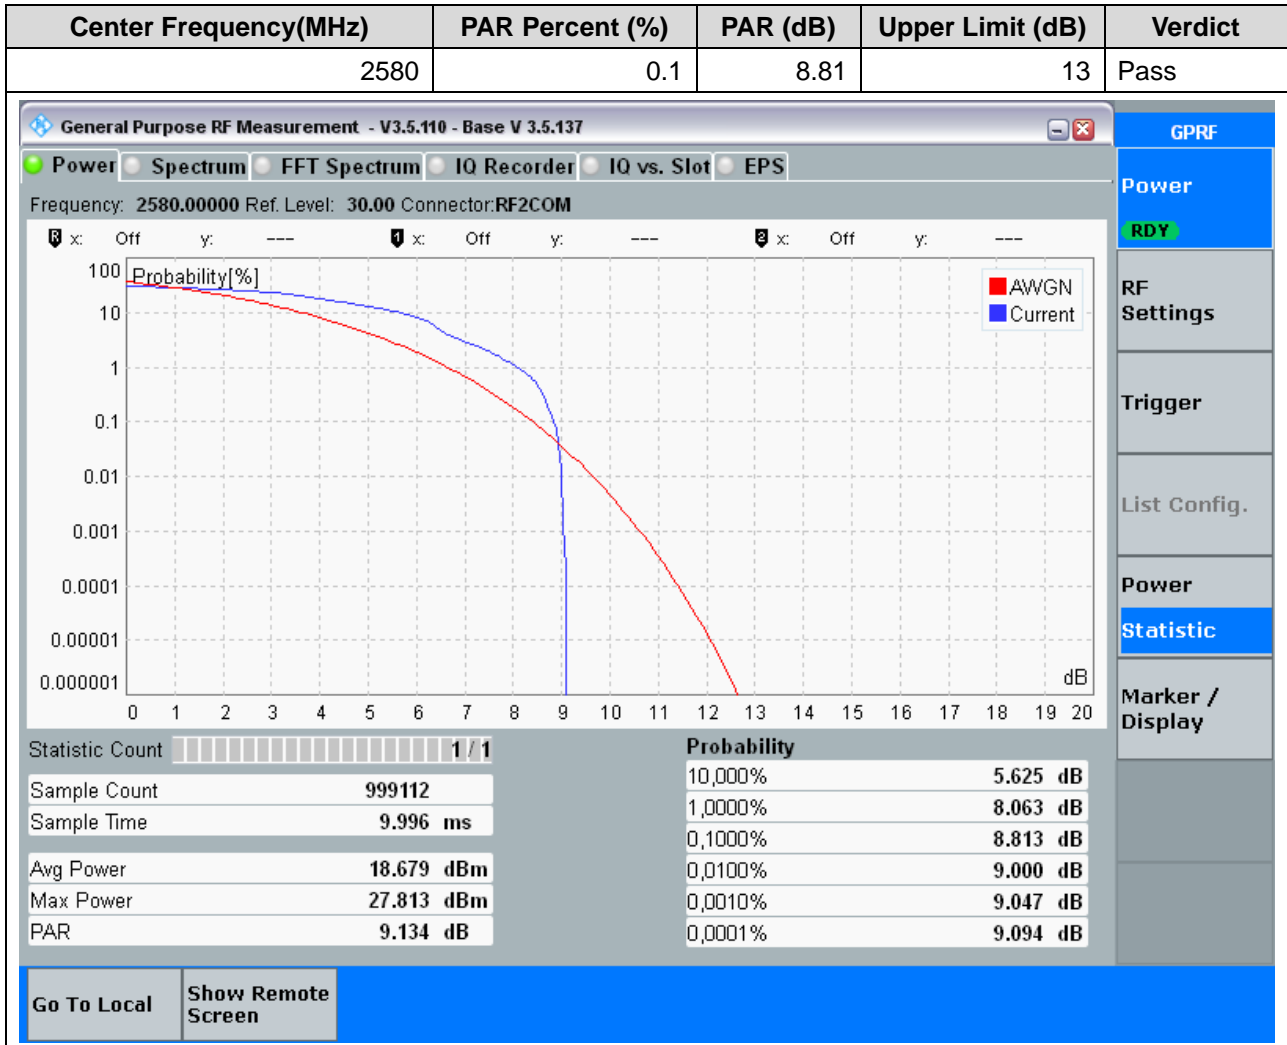 Center Frequency(MHz) PAR Percent (%) PAR (dB) Upper Limit (dB) Verdict
2580 0.1 8.81 13 Pass
General Purpose RF Measurement - V3.5.110 - Base V 3.5.137
GPRF
Power Spectrum FFT Spectrum IQ Recorder IQ vs. Slot EPS
Power
RDY
Frequency: 2580.00000 Ref. Level: 30.00 Connector:RF2COM
R x: Off y: --- 1 x: Off y: --- 2 x: Off y: ---
Probability[%]
AWGN
Current
100
10
1
0.1
0.01
0.001
0.0001
0.00001
0.000001
dB
0 1 2 3 4 5 6 7 8 9 10 11 12 13 14 15 16 17 18 19 20
RF
Settings
Trigger
List Config.
Power
Statistic
Marker /
Display
Statistic Count 1 / 1
Sample Count 999112
Sample Time 9.996 ms
Avg Power 18.679 dBm
Max Power 27.813 dBm
PAR 9.134 dB
Probability
10,000% 5.625 dB
1,0000% 8.063 dB
0,1000% 8.813 dB
0,0100% 9.000 dB
0,0010% 9.047 dB
0,0001% 9.094 dB
Go To Local
Show Remote
Screen